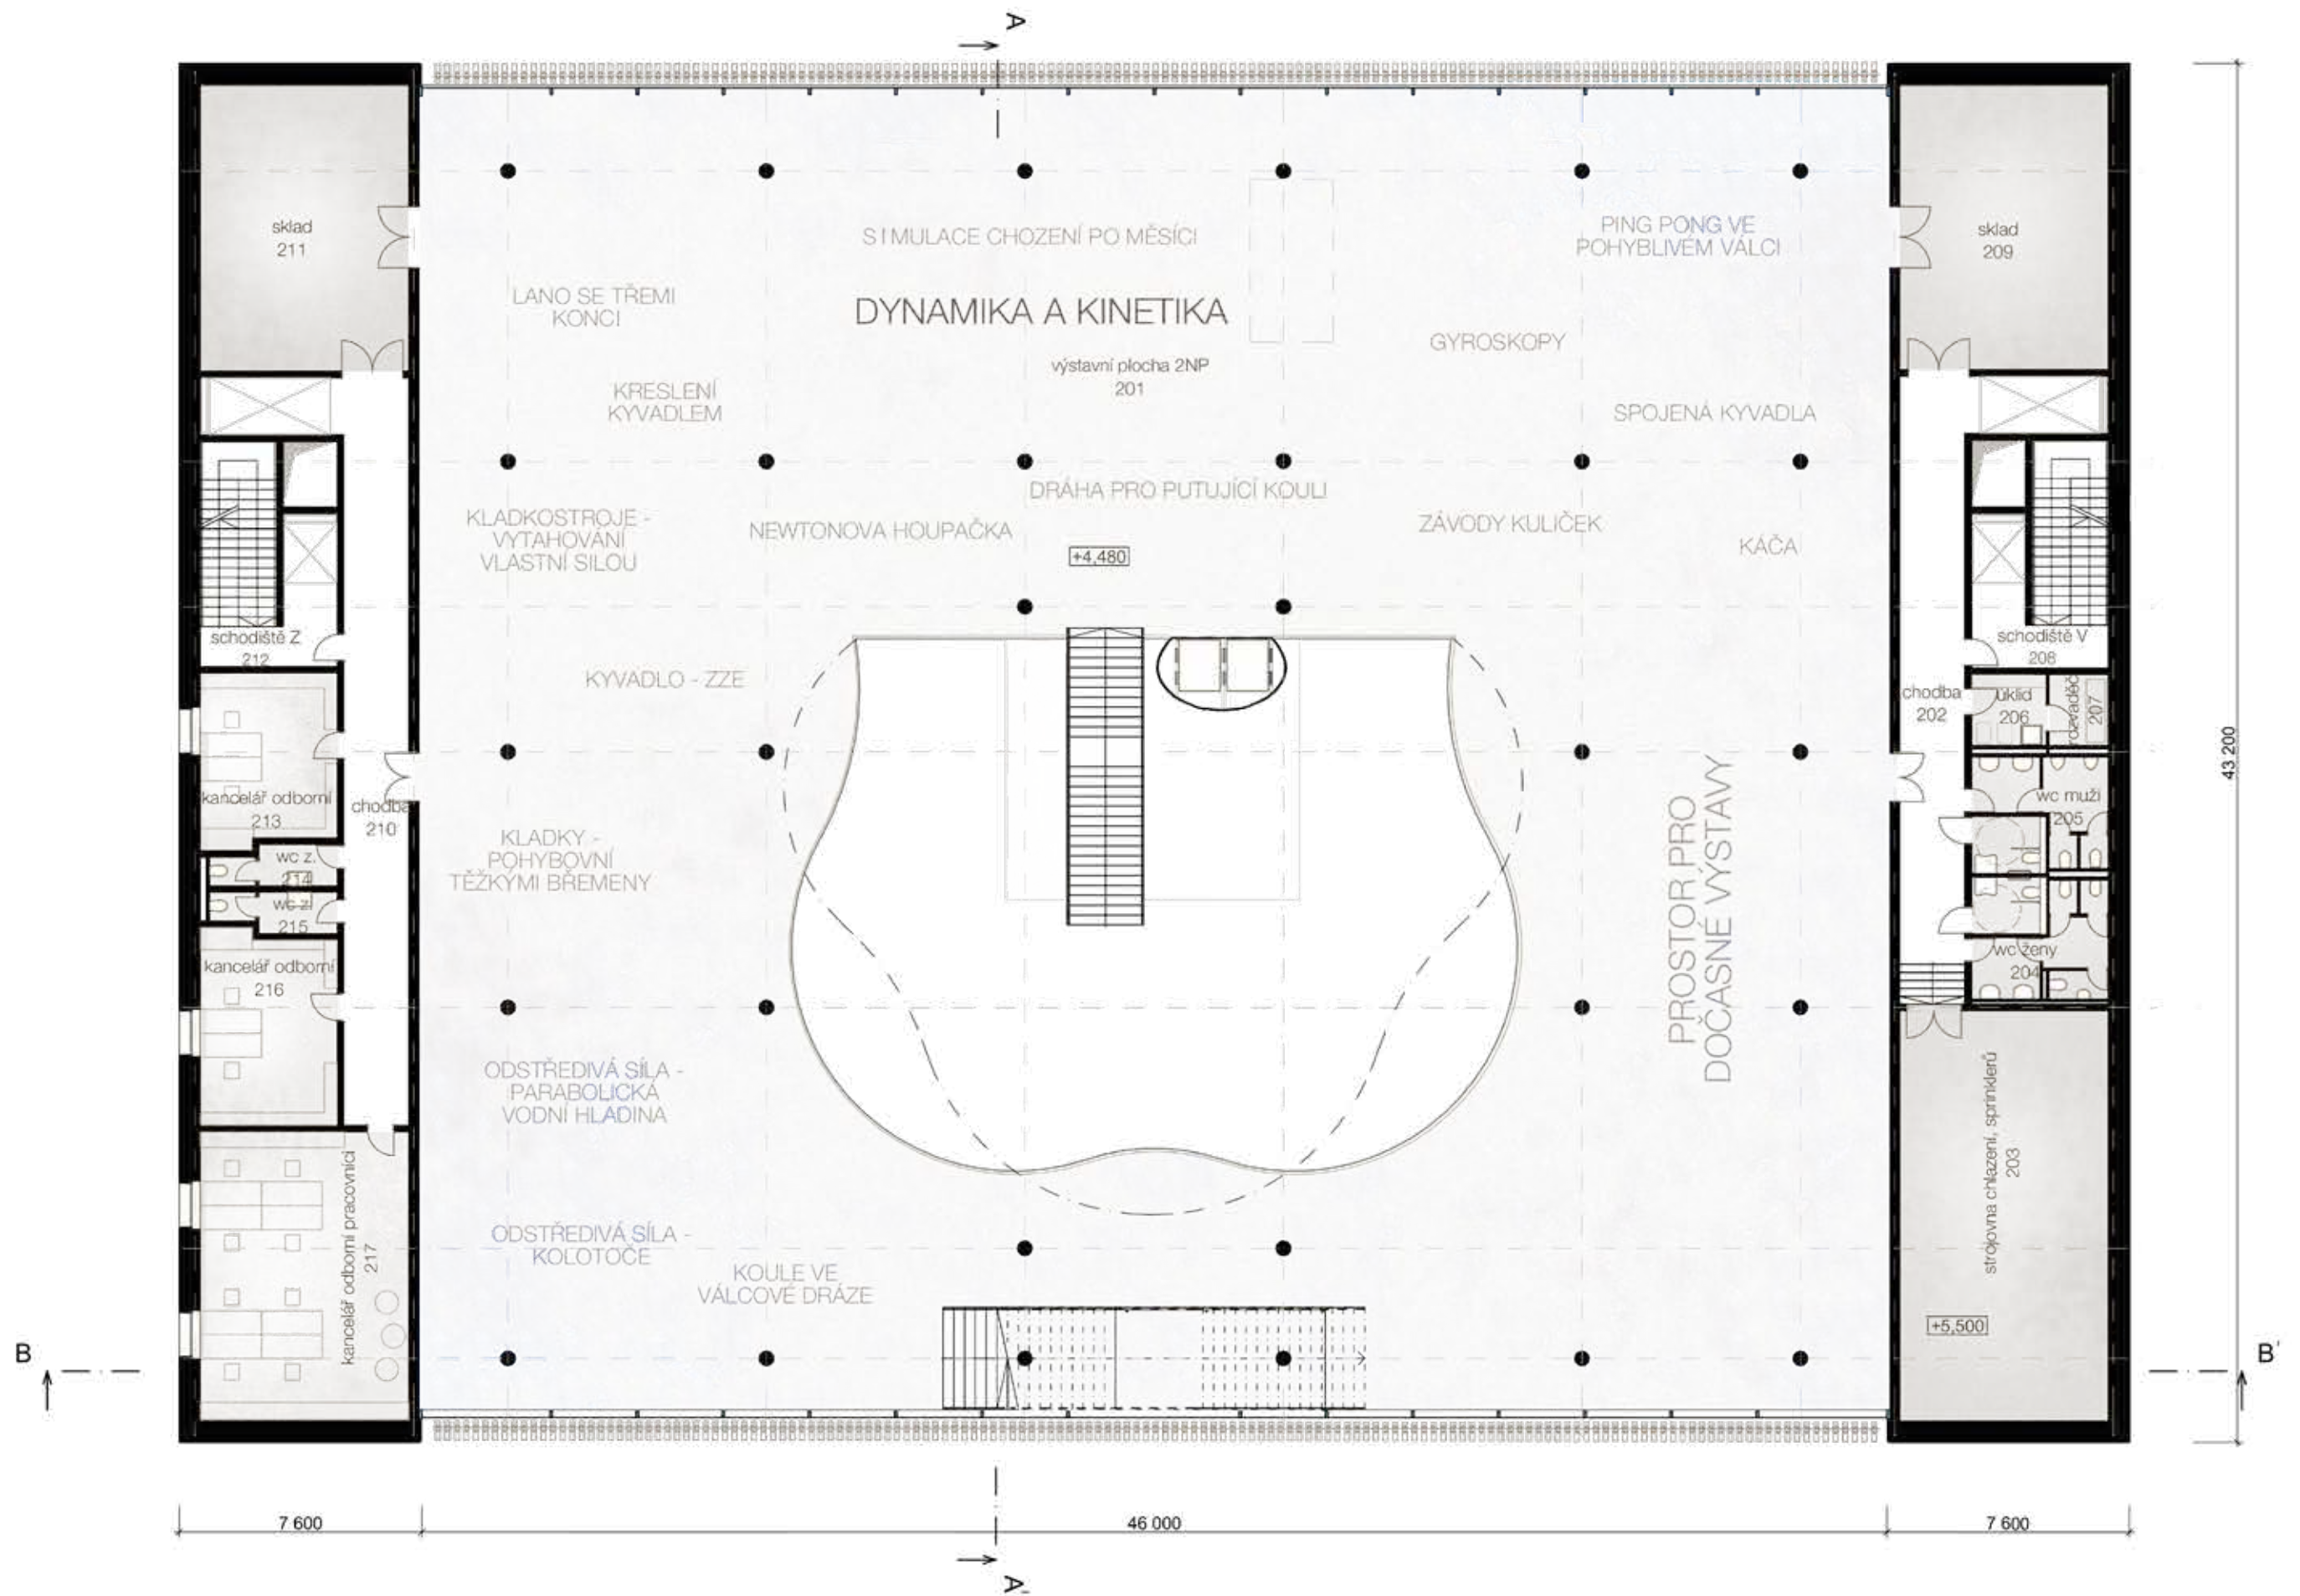 A
sklad
211
SIMULACE CHOZENÍ PO MĚSÍCI
PING PONG VE
POHYBLIVÉM VÁLCI
sklad
209
LANO SE TŘEMI
KONCI
DYNAMIKA A KINETIKA
GYROSKOPY
výstavní plocha 2NP
201
KRESLENÍ
KYVADLEM
SPOJENÁ KYVADLA
DRÁHA PRO PUTUJÍCÍ KOULI
KLADKOSTROJE -
VYTAHOVÁNÍ
VLASTNÍ SILOU
NEWTONOVA HOUPAČKA
ZÁVODY KULIČEK
KÁČA
+4,480
schodiště Z
212
schodiště V
208
KYVADLO - ZZE
chodba
202
úklid
206
rozvaděč
207
43 200
kancelář odborní
213
chodba
210
wc muži
205
PROSTOR PRO
DOČASNÉ VÝSTAVY
KLADKY -
POHYBOVNÍ
TĚŽKÝMI BŘEMENY
wc z.
214
wc z.
215
kancelář odborní
216
wc ženy
204
ODSTŘEDIVÁ SÍLA -
PARABOLICKÁ
VODNÍ HLADINA
strojovna chlazení, sprinklerů
203
kancelář odborní pracovníci
217
ODSTŘEDIVÁ SÍLA -
KOLOTOČE
KOULE VE
VÁLCOVÉ DRÁZE
+5,500
B
B'
7 600
46 000
7 600
A'